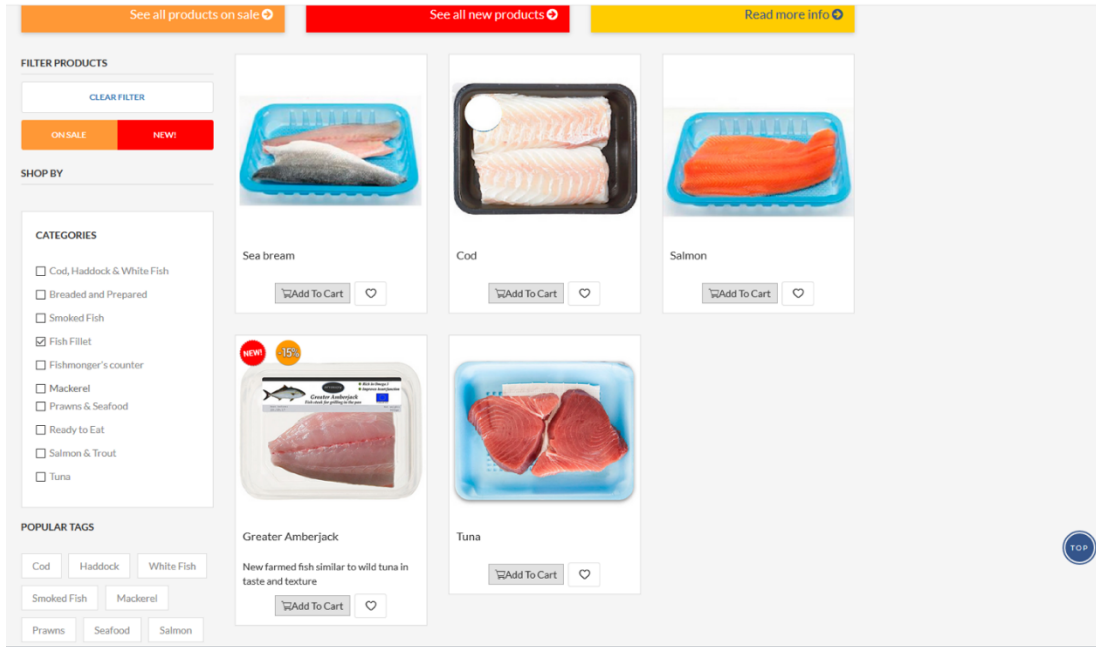 See all products on sale
See all new products
Read more info
FILTER PRODUCTS
CLEAR FILTER
ON SALE
NEW!
SHOP BY
CATEGORIES
Cod, Haddock & White Fish
Breaded and Prepared
Smoked Fish
Fish Fillet
Fishmonger's counter
Mackerel
Prawns & Seafood
Ready to Eat
Salmon & Trout
Tuna
POPULAR TAGS
Cod
Haddock
White Fish
Smoked Fish
Mackerel
Prawns
Seafood
Salmon
Sea bream
Add To Cart
Cod
Add To Cart
Salmon
Add To Cart
NEW!
-15%
Greater Amberjack
Greater Amberjack
New farmed fish similar to wild tuna in
taste and texture
Add To Cart
Tuna
Add To Cart
TOP